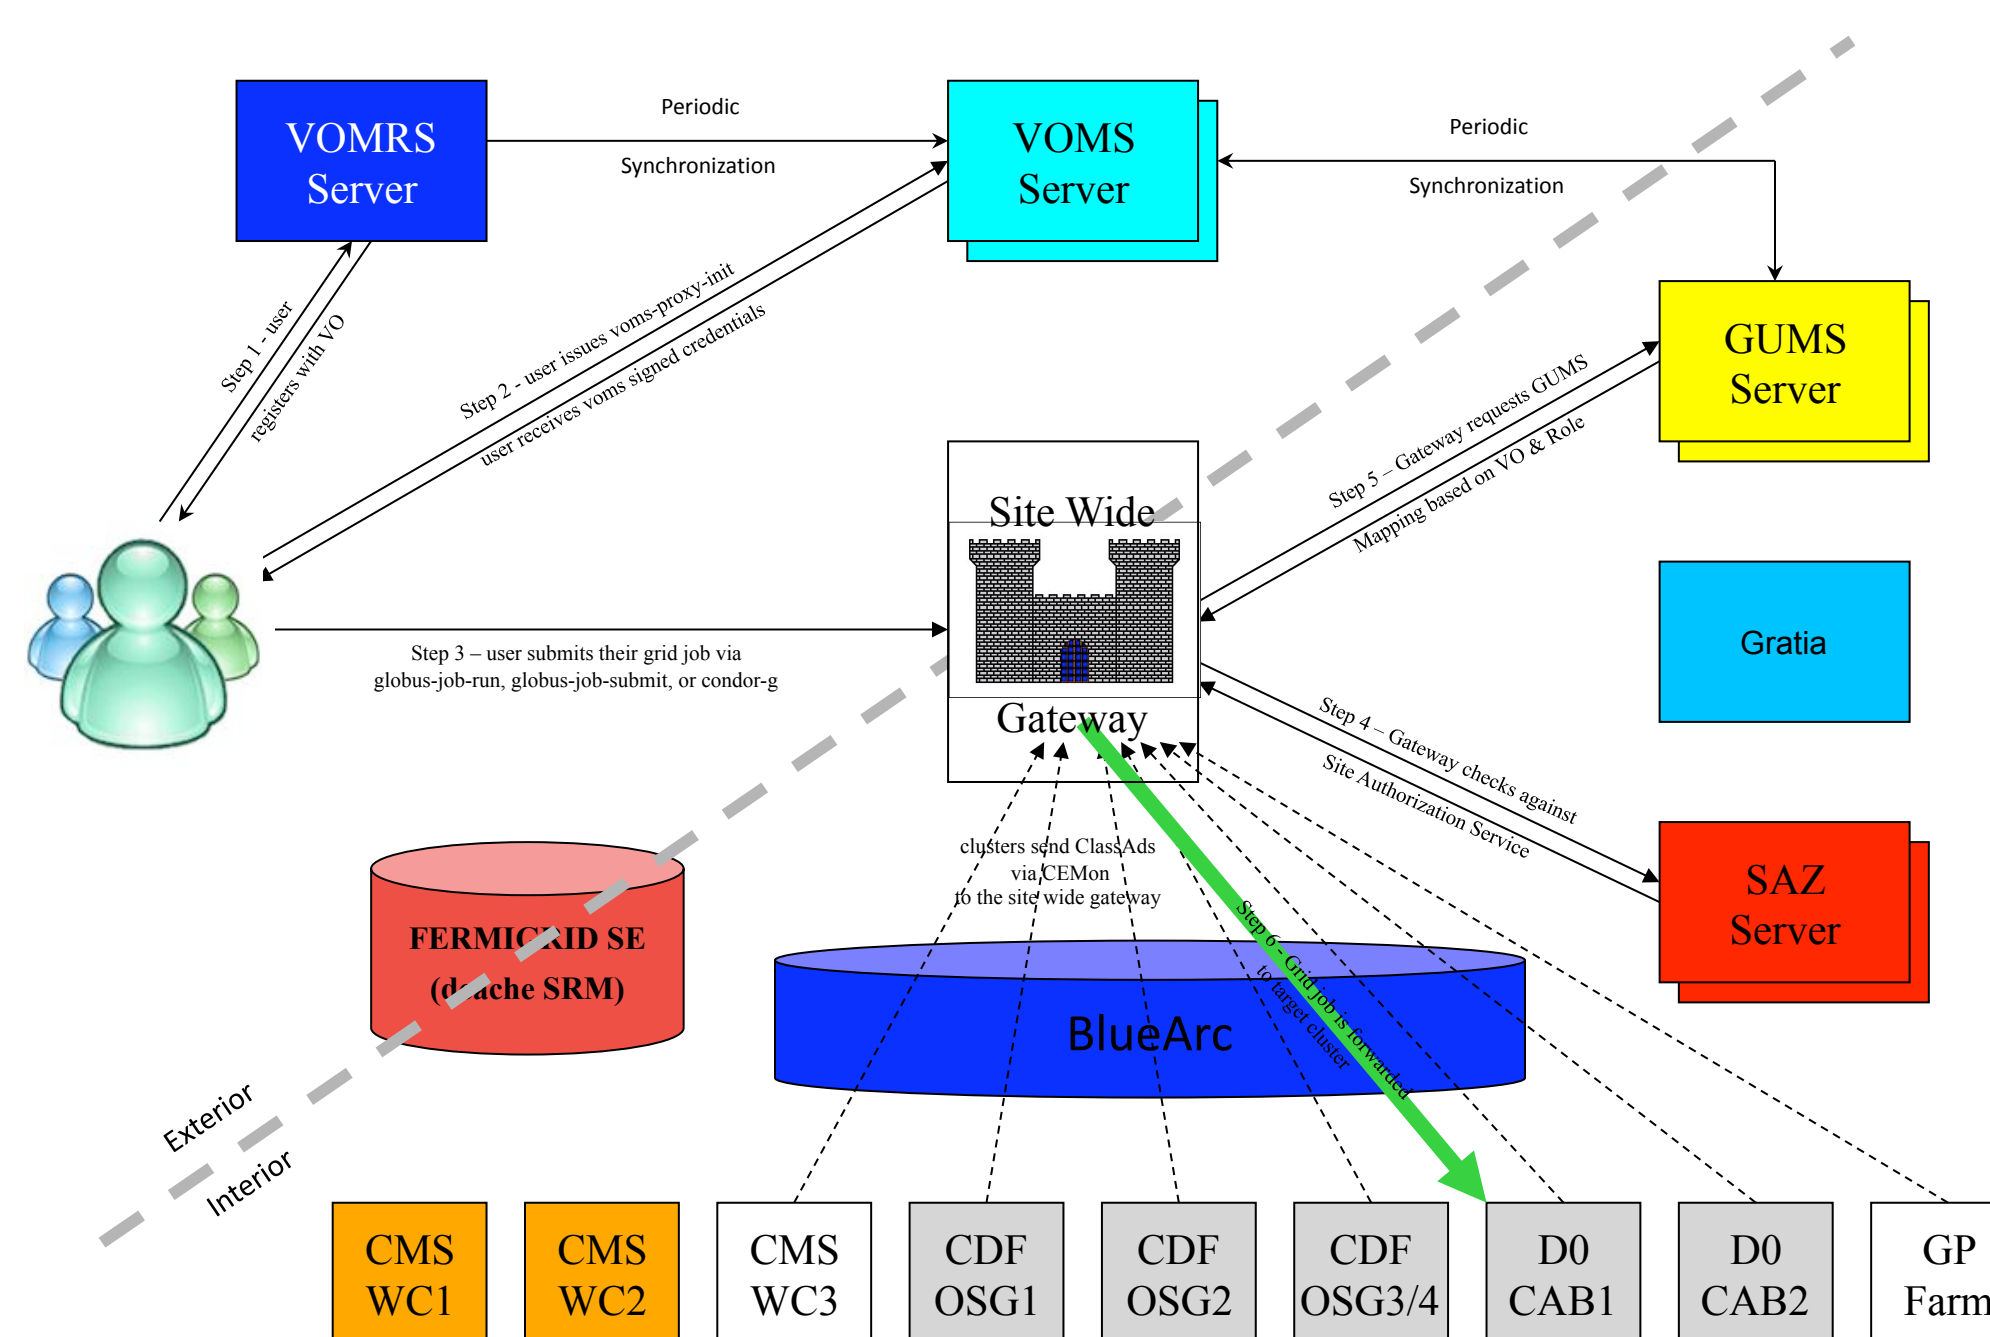 VOMRS
Server
Periodic
Synchronization
VOMS
Server
Periodic
Synchronization
GUMS
Server
Step 1 - user
registers with VO
Step 2 - user issues voms-proxy-init
user receives voms signed credentials
Step 5 – Gateway requests GUMS
Mapping based on VO & Role
Site Wide
Gateway
Gratia
Step 3 – user submits their grid job via
globus-job-run, globus-job-submit, or condor-g
Step 4 – Gateway checks against
Site Authorization Service
SAZ
Server
clusters send ClassAds
via CEMon
to the site wide gateway
FERMIGRID SE
(dcache SRM)
Step 6 - Grid job is forwarded
to target cluster
BlueArc
Exterior
Interior
CMS
WC1
CMS
WC2
CMS
WC3
CDF
OSG1
CDF
OSG2
CDF
OSG3/4
D0
CAB1
D0
CAB2
GP
Farm